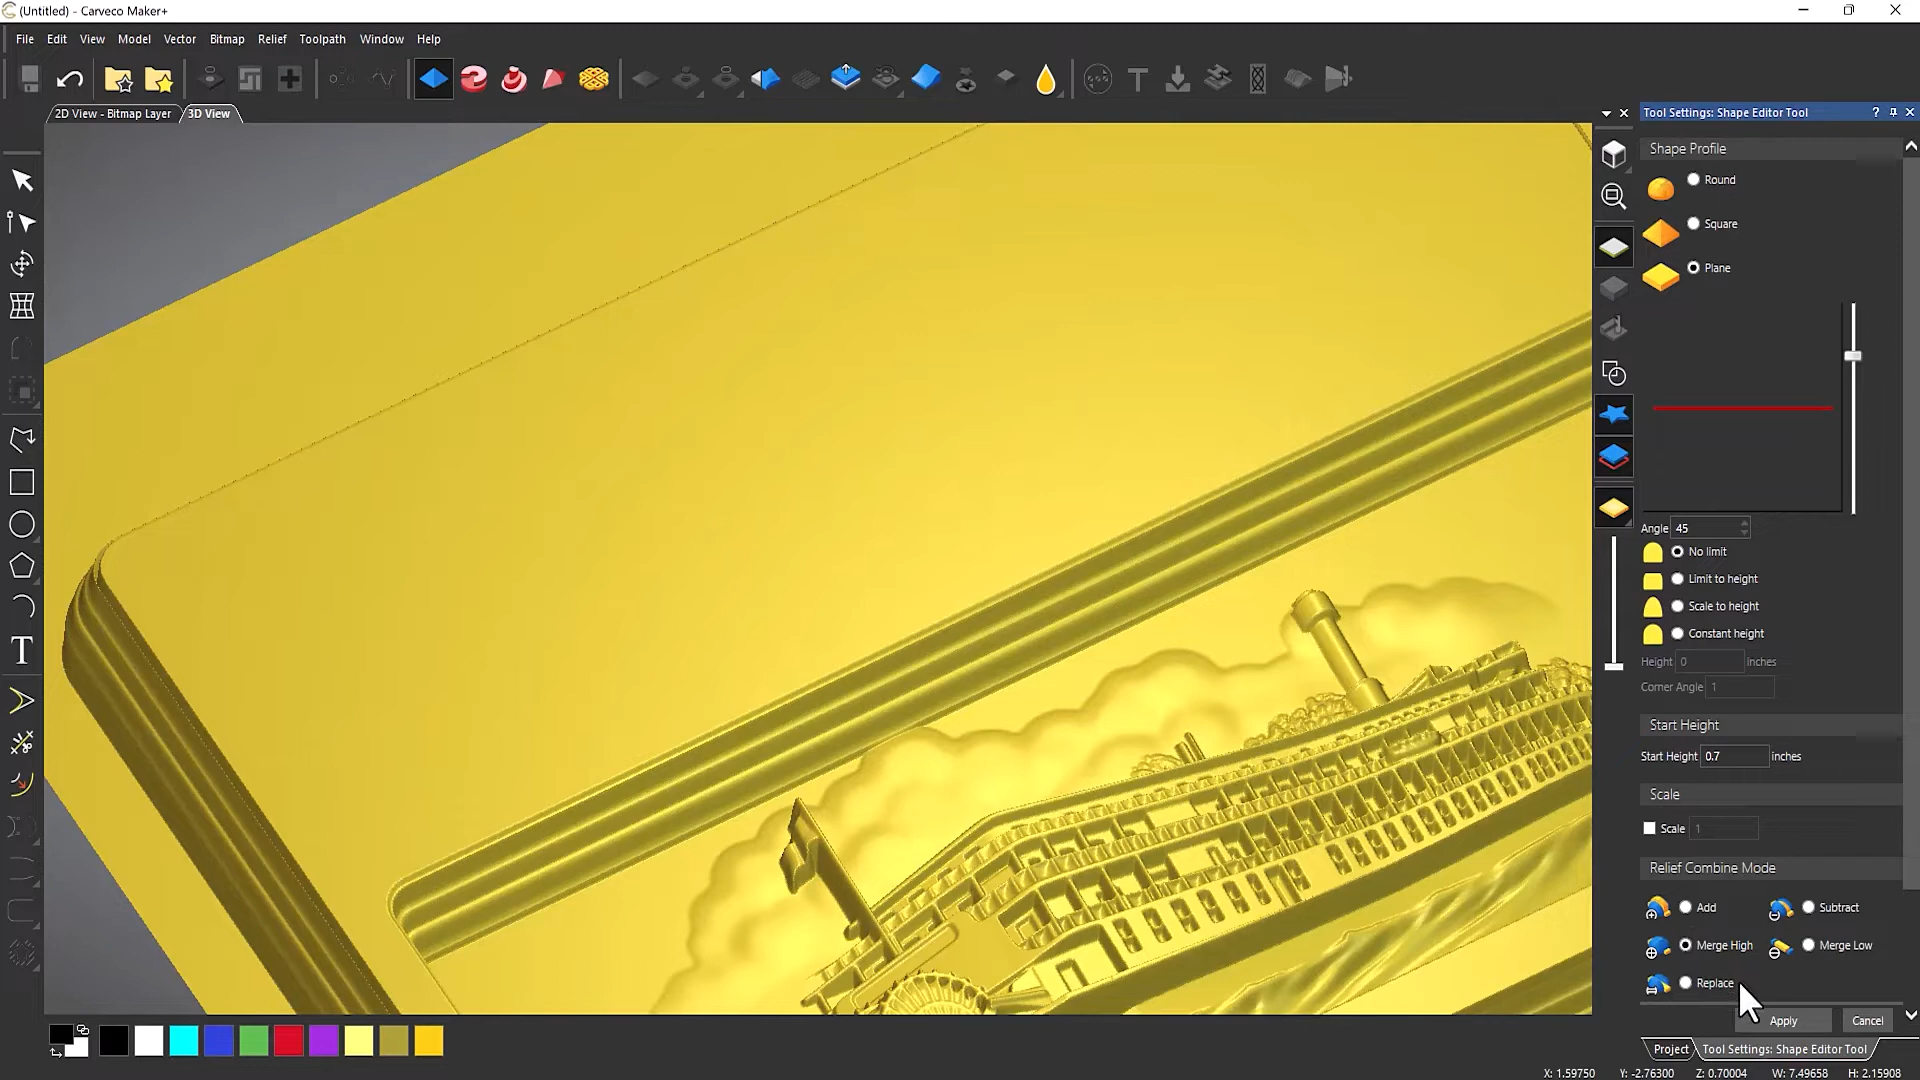 (Untitled) - Carveco Maker+
File Edit View Model Vector Bitmap Relief Toolpath Window Help
2D View - Bitmap Layer 3D View
Tool Settings: Shape Editor Tool
Shape Profile
Round
Square
Plane
Angle 45
No limit
Limit to height
Scale to height
Constant height
Height 0 inches
Corner Angle 1
Start Height
Start Height 0.7 inches
Scale
Scale 1
Relief Combine Mode
Add Subtract
Merge High Merge Low
Replace
Apply Cancel
Project Tool Settings: Shape Editor Tool
X: 1.59750 Y: -2.76300 Z: 0.70004 W: 7.49658 H: 2.15908